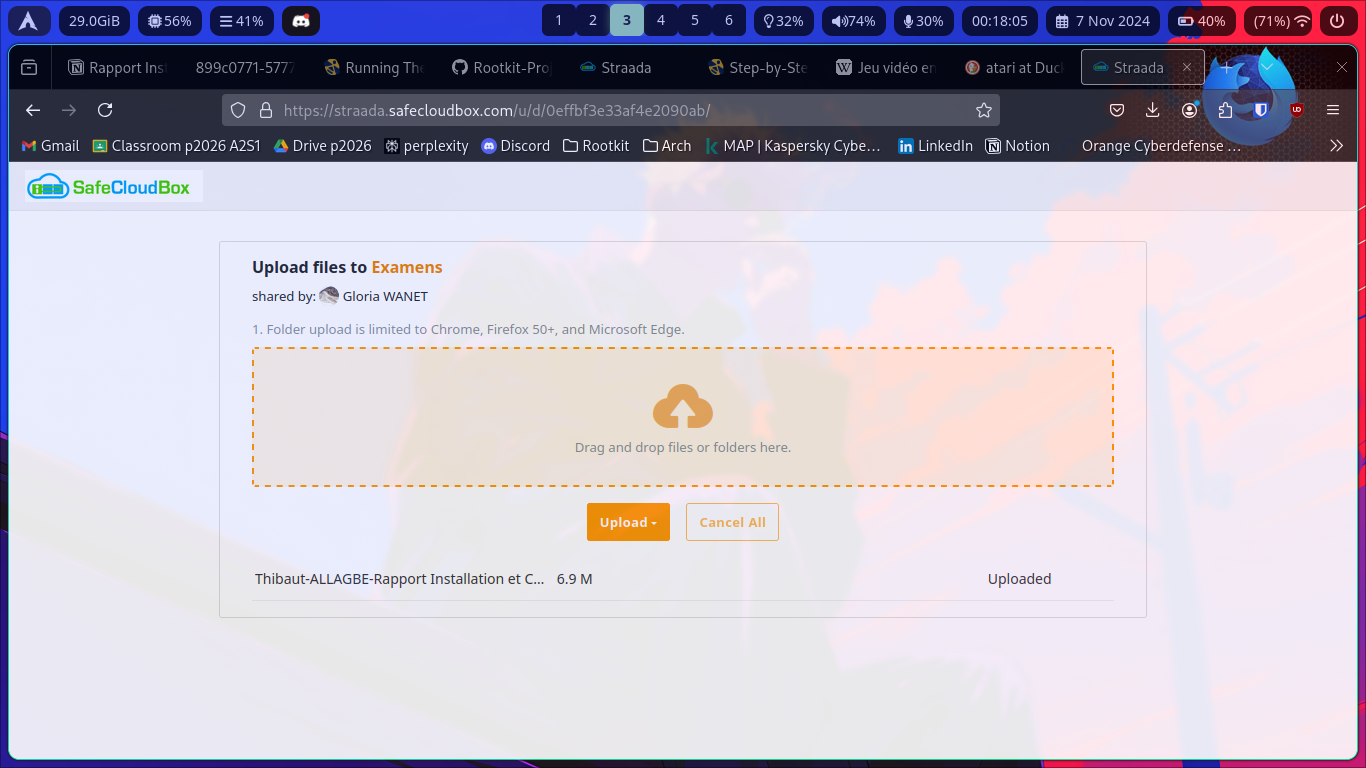 29.0GiB 56% 41% 1 2 3 4 5 6 32% 74% 30% 00:18:05 7 Nov 2024 40% (71%)
Rapport Ins 899c0771-5777 Running The Rootkit-Pro Straada Step-by-Ste Jeu vidéo en atari at Duck Straada
https://straada.safecloudbox.com/u/d/0effbf3e33af4e2090ab/
Gmail Classroom p2026 A2S1 Drive p2026 perplexity Discord Rootkit Arch MAP | Kaspersky Cybe... LinkedIn Notion Orange Cyberdefense ...
SafeCloudBox
Upload files to Examens
shared by: Gloria WANET
1. Folder upload is limited to Chrome, Firefox 50+, and Microsoft Edge.
Drag and drop files or folders here.
Upload Cancel All
Thibaut-ALLAGBE-Rapport Installation et C... 6.9 M Uploaded